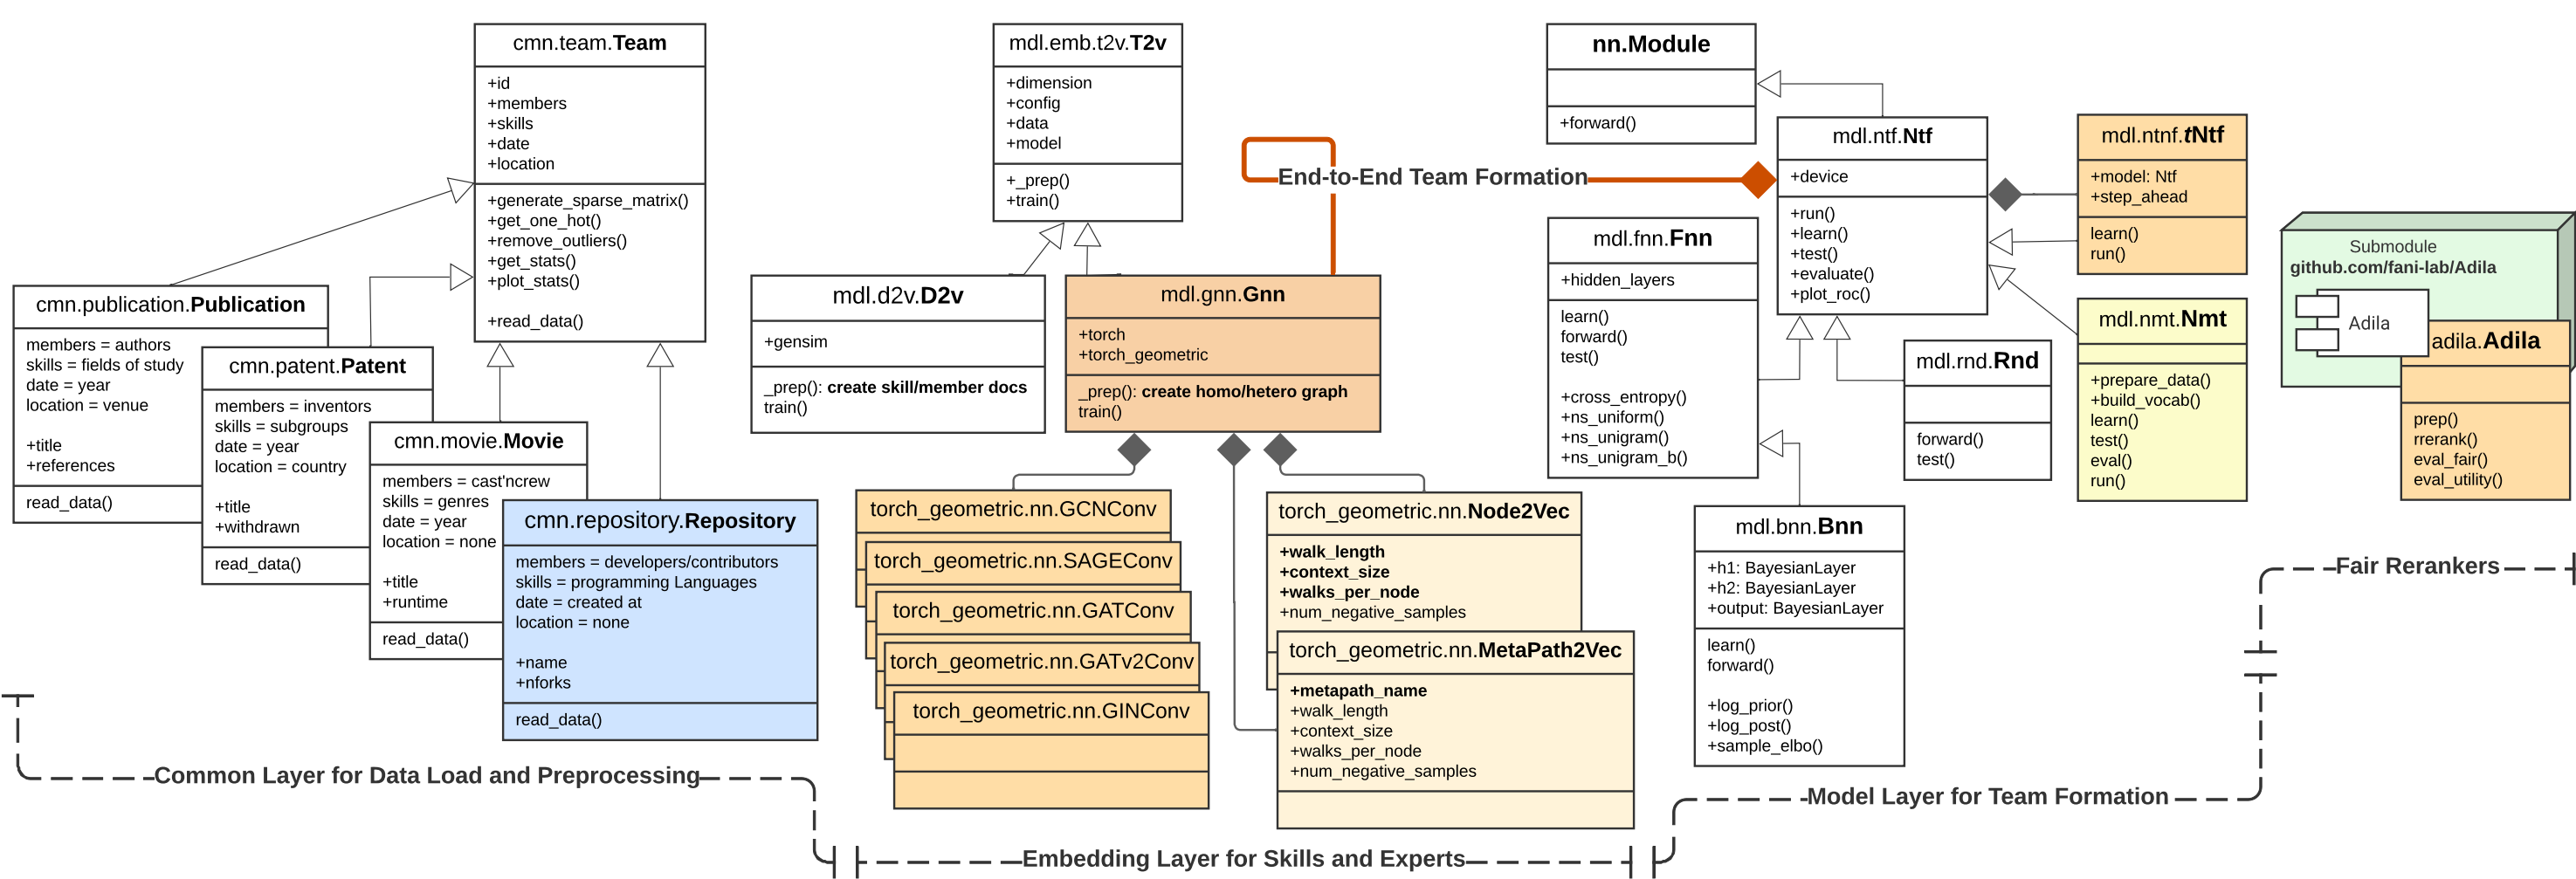 cmn.team.Team
+id
+members
+skills
+date
+location
+generate_sparse_matrix()
+get_one_hot()
+remove_outliers()
+get_stats()
+plot_stats()
+read_data()
cmn.publication.Publication
members = authors
skills = fields of study
date = year
location = venue
+title
+references
read_data()
cmn.patent.Patent
members = inventors
skills = subgroups
date = year
location = country
+title
+withdrawn
read_data()
cmn.movie.Movie
members = cast'ncrew
skills = genres
date = year
location = none
+title
+runtime
read_data()
cmn.repository.Repository
members = developers/contributors
skills = programming Languages
date = created at
location = none
+name
+nforks
read_data()
Common Layer for Data Load and Preprocessing
mdl.emb.t2v.T2v
+dimension
+config
+data
+model
+_prep()
+train()
mdl.d2v.D2v
+gensim
_prep(): create skill/member docs
train()
mdl.gnn.Gnn
+torch
+torch_geometric
_prep(): create homo/hetero graph
train()
torch_geometric.nn.GCNConv
torch_geometric.nn.SAGEConv
torch_geometric.nn.GATConv
torch_geometric.nn.GATv2Conv
torch_geometric.nn.GINConv
torch_geometric.nn.Node2Vec
+walk_length
+context_size
+walks_per_node
+num_negative_samples
torch_geometric.nn.MetaPath2Vec
+metapath_name
+walk_length
+context_size
+walks_per_node
+num_negative_samples
Embedding Layer for Skills and Experts
End-to-End Team Formation
nn.Module
+forward()
mdl.ntf.Ntf
+device
+run()
+learn()
+test()
+evaluate()
+plot_roc()
mdl.fnn.Fnn
+hidden_layers
learn()
forward()
test()
+cross_entropy()
+ns_uniform()
+ns_unigram()
+ns_unigram_b()
mdl.rnd.Rnd
forward()
test()
mdl.bnn.Bnn
+h1: BayesianLayer
+h2: BayesianLayer
+output: BayesianLayer
learn()
forward()
+log_prior()
+log_post()
+sample_elbo()
mdl.ntnf.tNtf
+model: Ntf
+step_ahead
learn()
run()
mdl.nmt.Nmt
+prepare_data()
+build_vocab()
learn()
test()
eval()
run()
Model Layer for Team Formation
Submodule
github.com/fani-lab/Adila
Adila
adila.Adila
prep()
rrerank()
eval_fair()
eval_utility()
Fair Rerankers